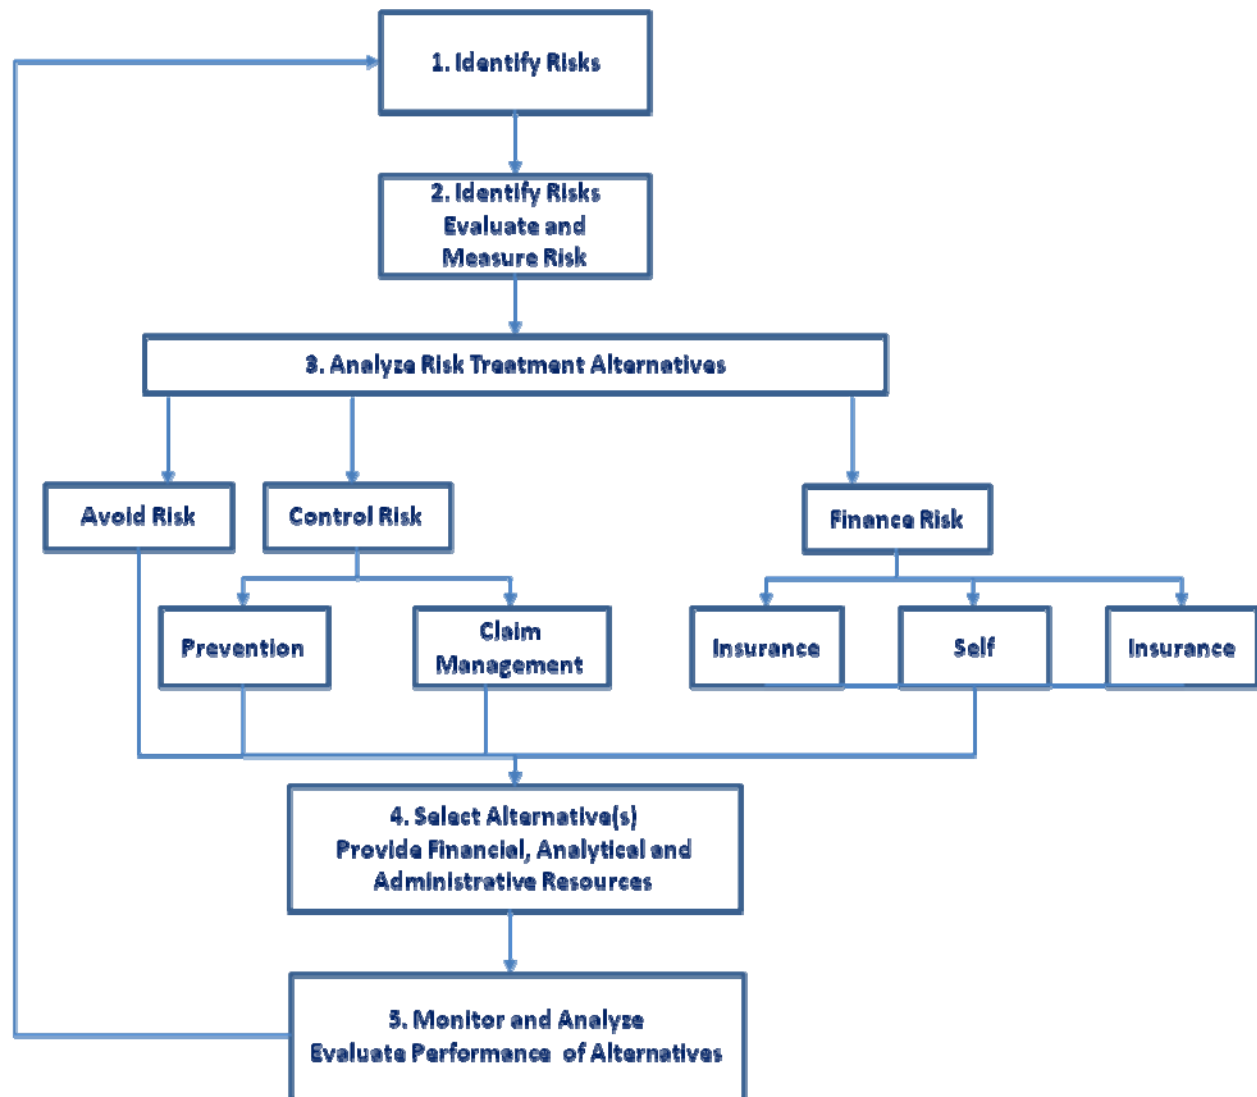 1. Identify Risks
2. Identify Risks
Evaluate and
Measure Risk
3. Analyze Risk Treatment Alternatives
Avoid Risk
Control Risk
Finance Risk
Prevention
Claim
Management
Insurance
Self
Insurance
4. Select Alternative(s)
Provide Financial, Analytical and
Administrative Resources
5. Monitor and Analyze
Evaluate Performance of Alternatives